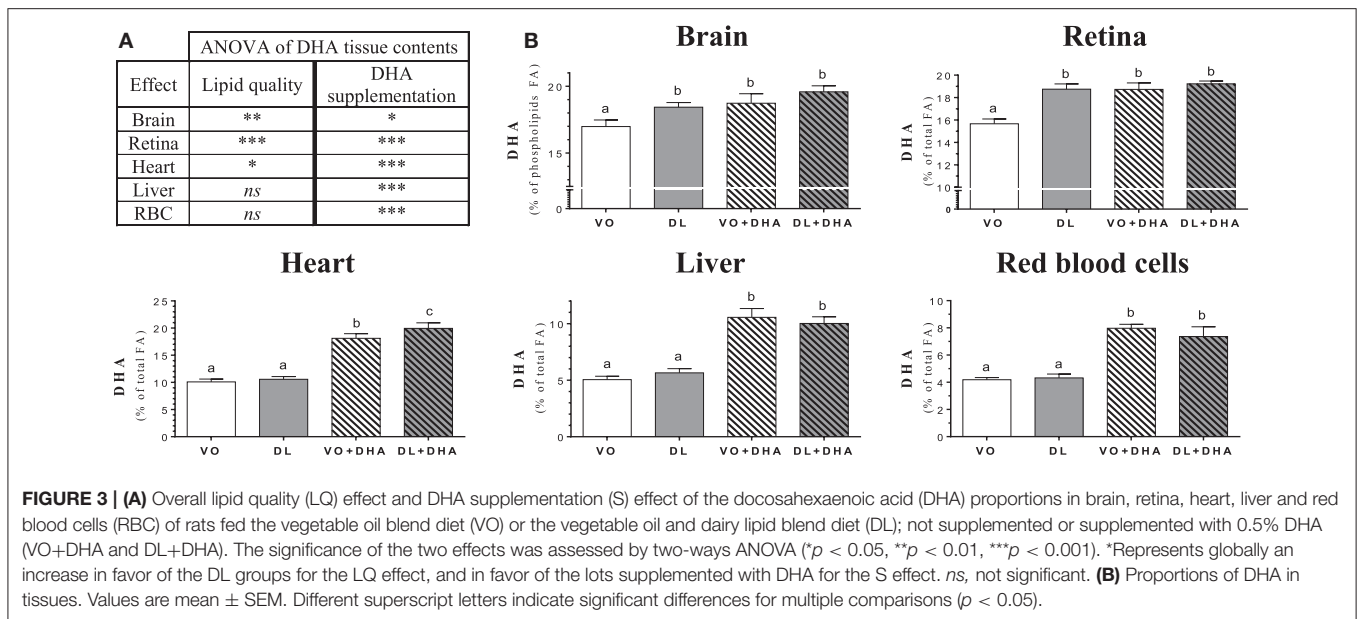 A
ANOVA of DHA tissue contents
Effect Lipid quality DHA supplementation
Brain ** *
Retina *** ***
Heart * ***
Liver ns ***
RBC ns ***
B
Brain
DHA
(% of phospholipids FA)
20
15
0
a b b b
VO DL VO+DHA DL+DHA
Retina
DHA
(% of total FA)
20
18
16
14
12
10
0
a b b b
VO DL VO+DHA DL+DHA
Heart
DHA
(% of total FA)
25
20
15
10
5
0
a a b c
VO DL VO+DHA DL+DHA
Liver
DHA
(% of total FA)
10
5
0
a a b b
VO DL VO+DHA DL+DHA
Red blood cells
DHA
(% of total FA)
10
8
6
4
2
0
a a b b
VO DL VO+DHA DL+DHA
FIGURE 3 | (A) Overall lipid quality (LQ) effect and DHA supplementation (S) effect of the docosahexaenoic acid (DHA) proportions in brain, retina, heart, liver and red
blood cells (RBC) of rats fed the vegetable oil blend diet (VO) or the vegetable oil and dairy lipid blend diet (DL); not supplemented or supplemented with 0.5% DHA
(VO+DHA and DL+DHA). The significance of the two effects was assessed by two-ways ANOVA (*p < 0.05, **p < 0.01, ***p < 0.001). *Represents globally an
increase in favor of the DL groups for the LQ effect, and in favor of the lots supplemented with DHA for the S effect. ns, not significant. (B) Proportions of DHA in
tissues. Values are mean ± SEM. Different superscript letters indicate significant differences for multiple comparisons (p < 0.05).